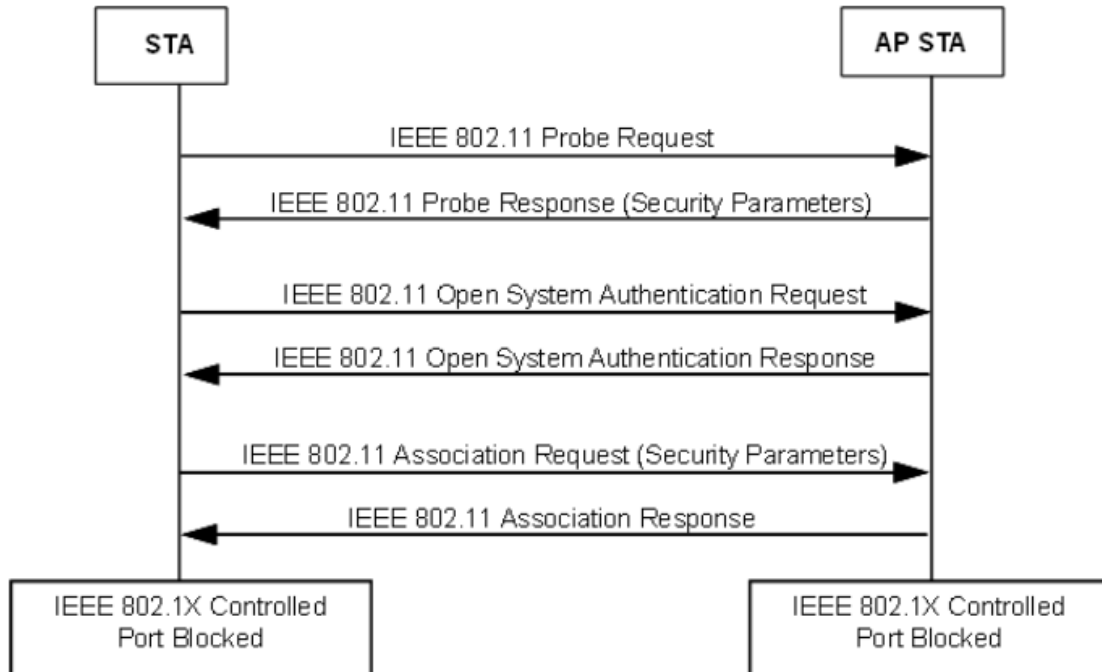 STA
AP STA
IEEE 802.11 Probe Request
IEEE 802.11 Probe Response (Security Parameters)
IEEE 802.11 Open System Authentication Request
IEEE 802.11 Open System Authentication Response
IEEE 802.11 Association Request (Security Parameters)
IEEE 802.11 Association Response
IEEE 802.1X Controlled
Port Blocked
IEEE 802.1X Controlled
Port Blocked